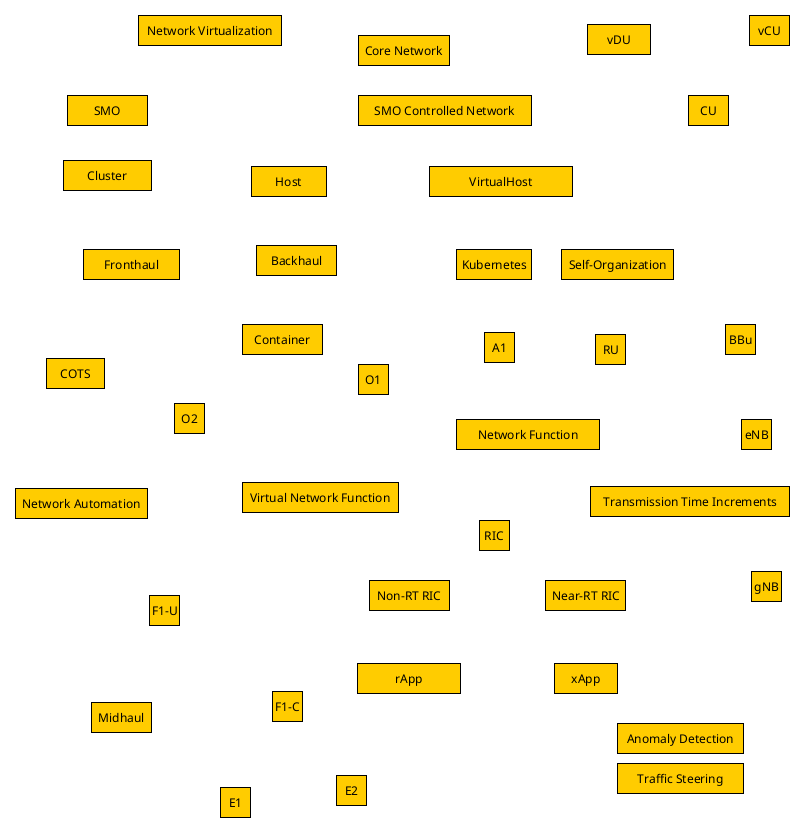 Network Virtualization
vCU
vDU
Core Network
SMO
SMO Controlled Network
CU
Cluster
Host
VirtualHost
Fronthaul
Backhaul
Kubernetes
Self-Organization
Container
A1
RU
BBu
COTS
O1
O2
Network Function
eNB
Network Automation
Virtual Network Function
Transmission Time Increments
RIC
F1-U
Non-RT RIC
Near-RT RIC
gNB
rApp
xApp
Midhaul
F1-C
Anomaly Detection
Traffic Steering
E1
E2